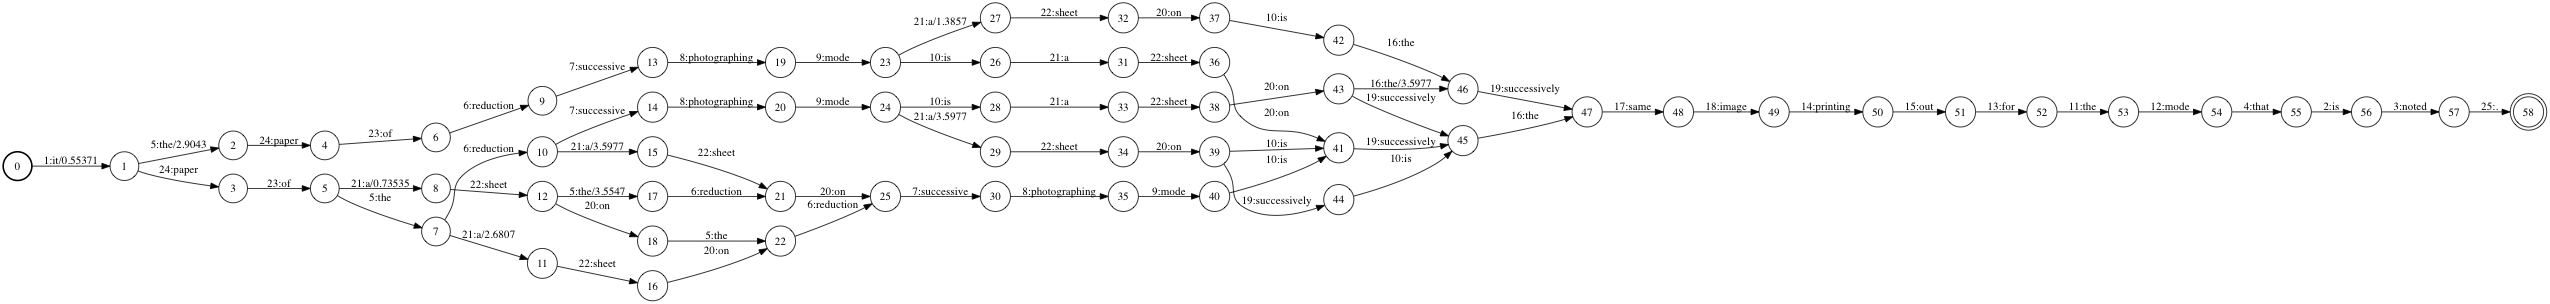 0
1:it/0.55371
1
5:the/2.9043
2
24:paper
4
23:of
6
6:reduction
9
7:successive
13
8:photographing
19
9:mode
23
21:a/1.3857
27
22:sheet
32
20:on
37
10:is
42
16:the
10:is
26
21:a
31
22:sheet
36
20:on
24:paper
3
23:of
5
21:a/0.73535
8
22:sheet
12
5:the/3.5547
17
6:reduction
21
20:on
25
7:successive
30
8:photographing
35
9:mode
40
10:is
5:the
7
6:reduction
10
7:successive
14
8:photographing
20
9:mode
24
10:is
28
21:a
33
22:sheet
38
20:on
43
16:the/3.5977
46
19:successively
19:successively
21:a/3.5977
29
22:sheet
34
20:on
39
10:is
41
19:successively
45
16:the
19:successively
44
10:is
21:a/3.5977
15
22:sheet
20:on
18
5:the
22
6:reduction
21:a/2.6807
11
22:sheet
16
20:on
47
17:same
48
18:image
49
14:printing
50
15:out
51
13:for
52
11:the
53
12:mode
54
4:that
55
2:is
56
3:noted
57
25:.
58